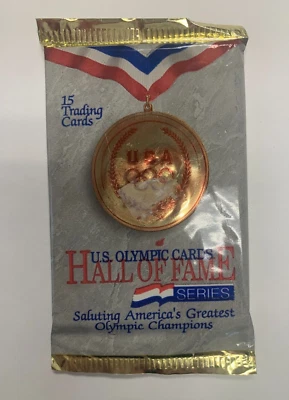 15
Trading
Cards
USA
U.S. OLYMPIC CARDS
HALL OF FAME
SERIES
Saluting America's Greatest
Olympic Champions